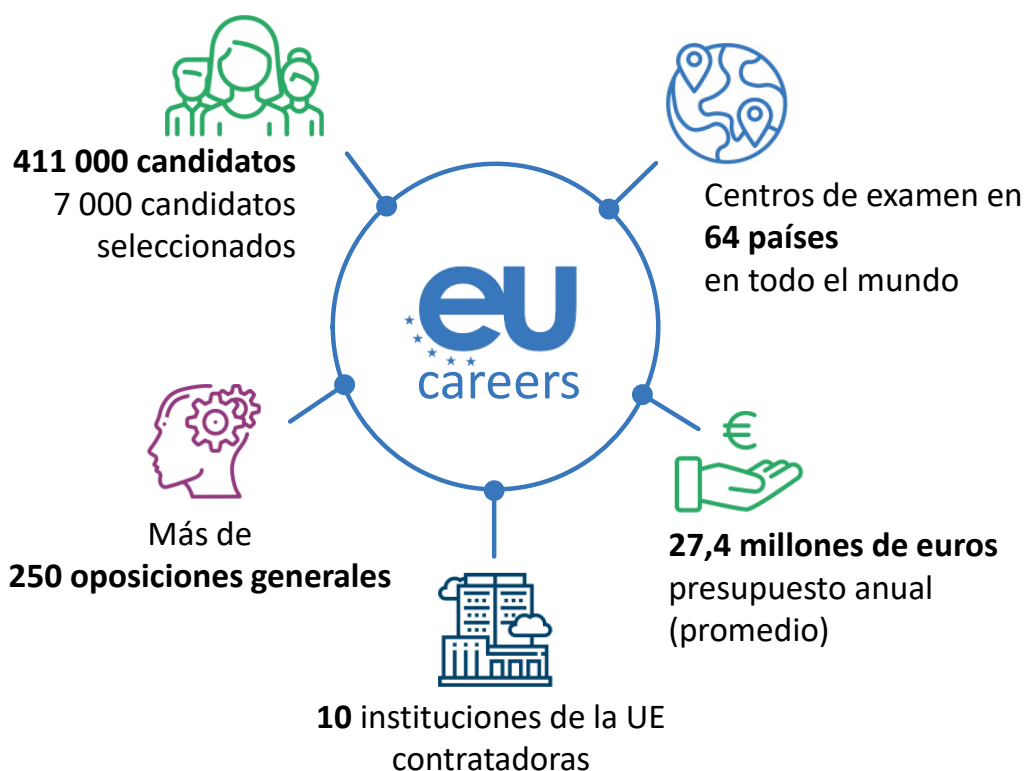 411 000 candidatos
7 000 candidatos
seleccionados
Centros de examen en
64 países
en todo el mundo
eu
careers
Más de
250 oposiciones generales
€
27,4 millones de euros
presupuesto anual
(promedio)
10 instituciones de la UE
contratadoras